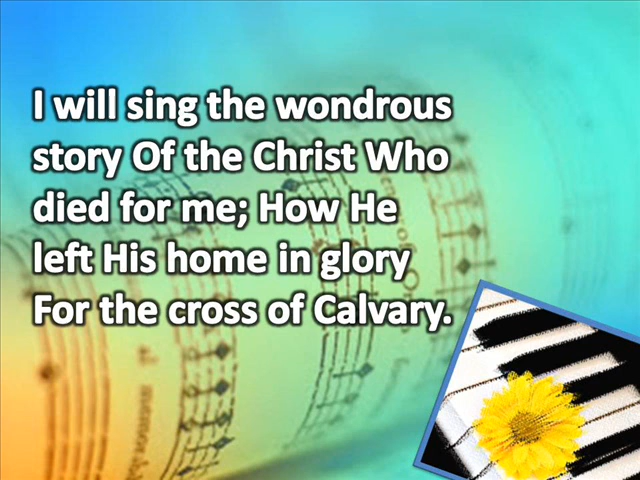 I will sing the wondrous
story Of the Christ Who
died for me; How He
left His home in glory
For the cross of Calvary.